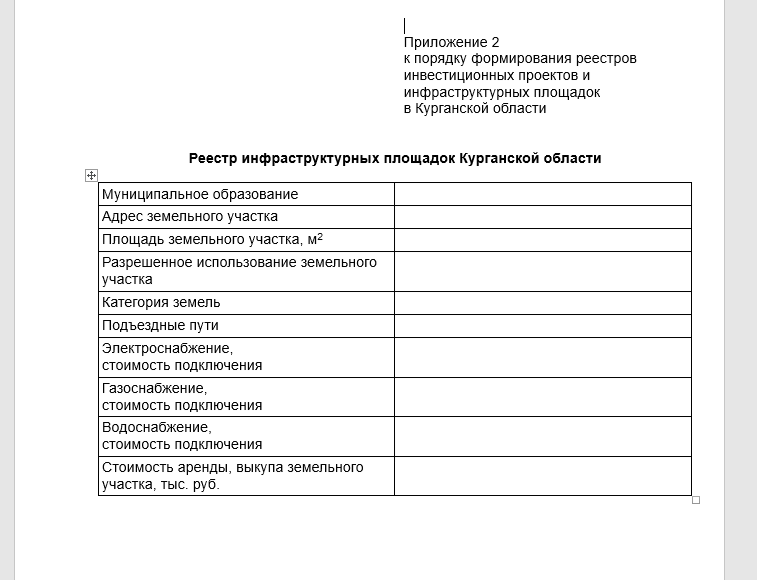 Приложение 2
к порядку формирования реестров
инвестиционных проектов и
инфраструктурных площадок
в Курганской области
Реестр инфраструктурных площадок Курганской области
Муниципальное образование
Адрес земельного участка
Площадь земельного участка, м²
Разрешенное использование земельного
участка
Категория земель
Подъездные пути
Электроснабжение,
стоимость подключения
Газоснабжение,
стоимость подключения
Водоснабжение,
стоимость подключения
Стоимость аренды, выкупа земельного
участка, тыс. руб.